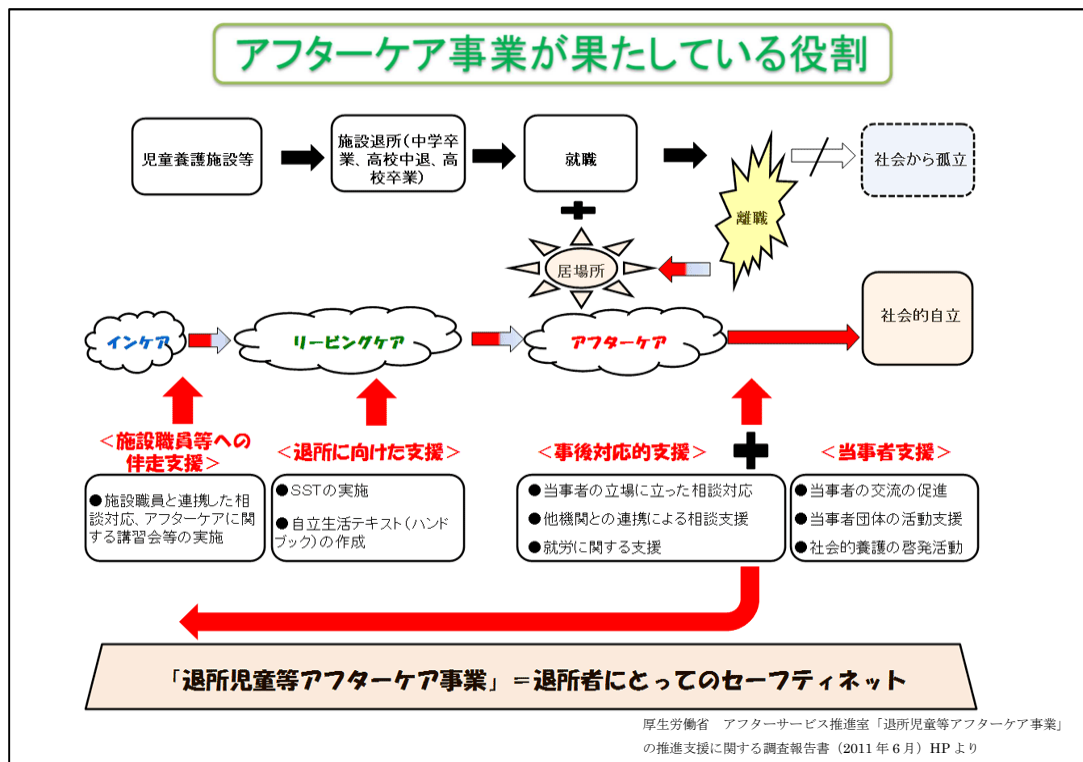 アフターケア事業が果たしている役割
児童養護施設等
施設退所(中学卒
業、高校中退、高
校卒業)
就職
離職
社会から孤立
居場所
社会的自立
インケア
リービングケア
アフターケア
<施設職員等への
伴走支援>
●施設職員と連携した相
談対応、アフターケアに関
する講習会等の実施
<退所に向けた支援>
●SSTの実施
●自立生活テキスト(ハンド
ブック)の作成
<事後対応的支援>
●当事者の立場に立った相談対応
●他機関との連携による相談支援
●就労に関する支援
<当事者支援>
●当事者の交流の促進
●当事者団体の活動支援
●社会的養護の啓発活動
「退所児童等アフターケア事業」=退所者にとってのセーフティネット
厚生労働省 アフターサービス推進室「退所児童等アフターケア事業」
の推進支援に関する調査報告書(2011年6月)HPより